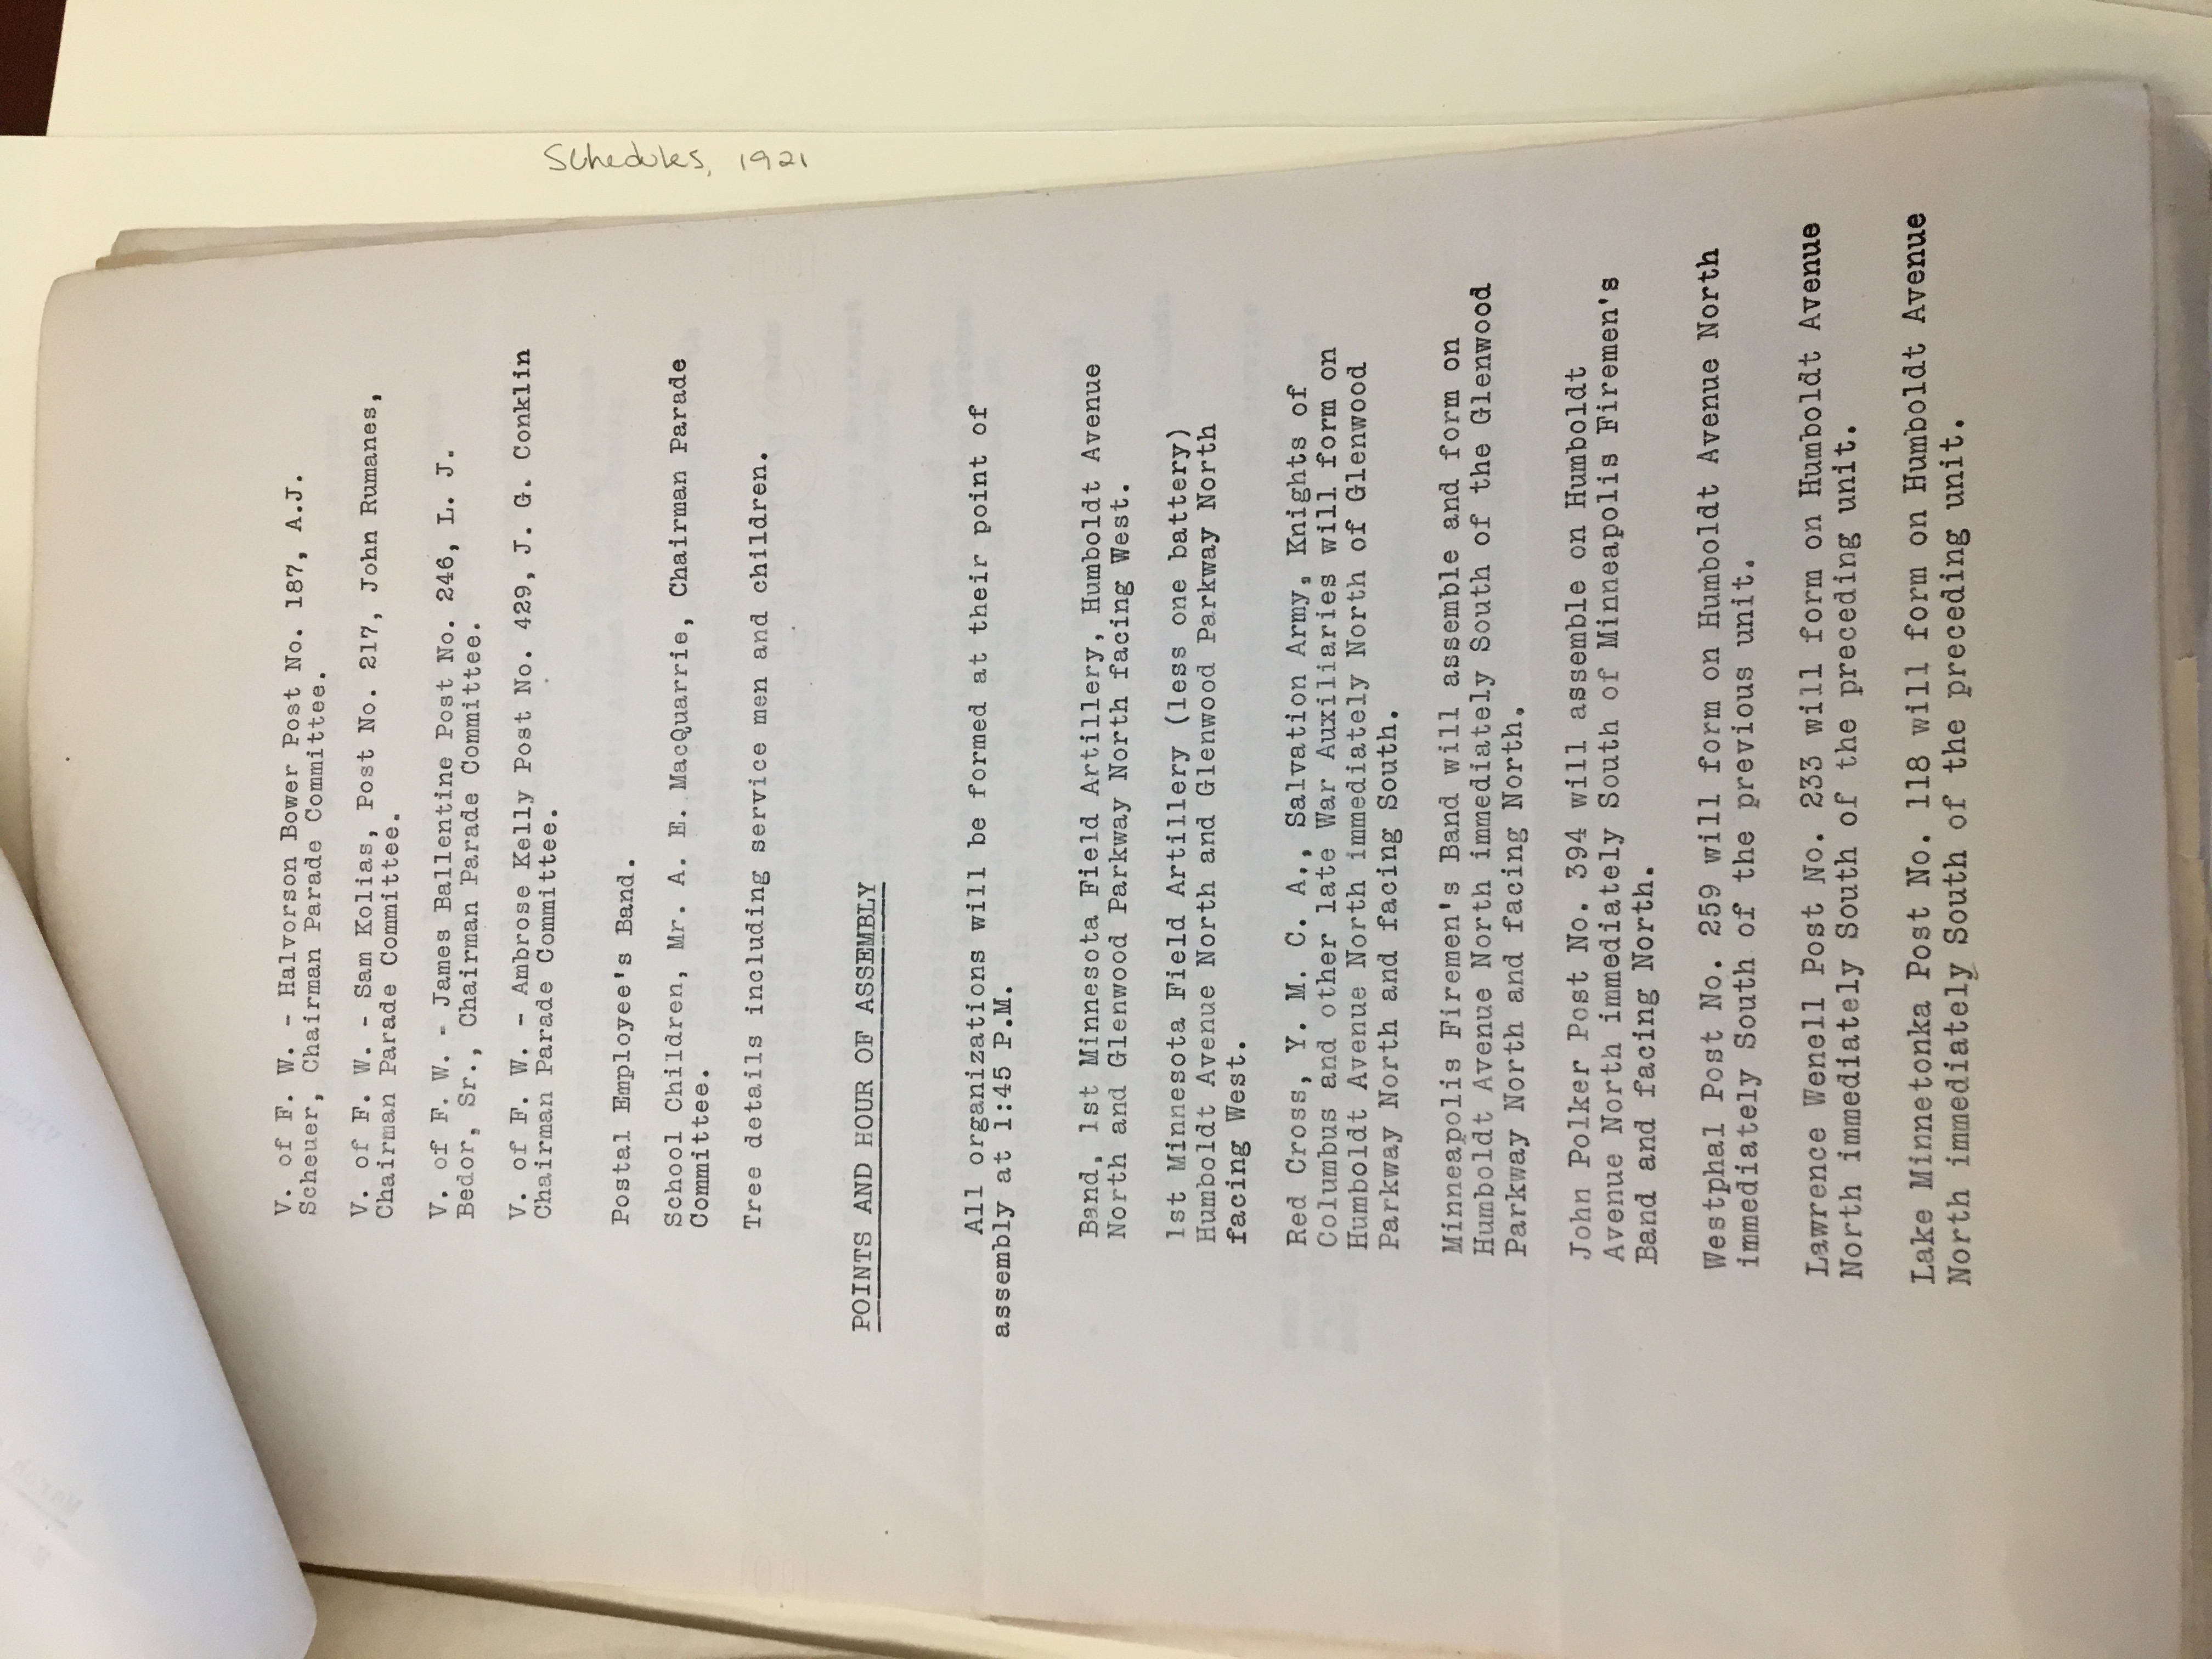 V. of F. W. - Halvorson Bower Post No. 187, A.J.
Scheuer, Chairman Parade Committee.
V. of F. W. - Sam Kolias, Post No. 217, John Rumanes,
Chairman Parade Committee.
V. of F. W. - James Ballentine Post No. 246, L. J.
Bedor, Sr., Chairman Parade Committee.
V. of F. W. - Ambrose Kelly Post No. 429, J. G. Conklin
Chairman Parade Committee.
Postal Employee's Band.
School Children, Mr. A. E. MacQuarrie, Chairman Parade
Committee.
Tree details including service men and children.
POINTS AND HOUR OF ASSEMBLY
All organizations will be formed at their point of
assembly at 1:45 P.M.
Band, 1st Minnesota Field Artillery, Humboldt Avenue
North and Glenwood Parkway North facing West.
1st Minnesota Field Artillery (less one battery)
Humboldt Avenue North and Glenwood Parkway North
facing West.
Red Cross, Y. M. C. A., Salvation Army, Knights of
Columbus and other late War Auxiliaries will form on
Humboldt Avenue North immediately North of Glenwood
Parkway North and facing South.
Minneapolis Firemen's Band will assemble and form on
Humboldt Avenue North immediately South of the Glenwood
Parkway North and facing North.
John Polker Post No. 394 will assemble on Humboldt
Avenue North immediately South of Minneapolis Firemen's
Band and facing North.
Westphal Post No. 259 will form on Humboldt Avenue North
immediately South of the previous unit.
Lawrence Wenell Post No. 233 will form on Humboldt Avenue
North immediately South of the preceding unit.
Lake Minnetonka Post No. 118 will form on Humboldt Avenue
North immediately South of the preceding unit.
Schedules, 1921